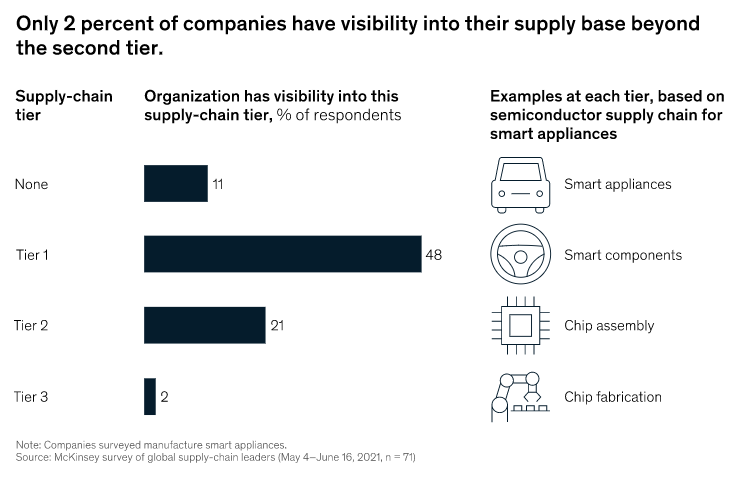 Only 2 percent of companies have visibility into their supply base beyond
the second tier.
Supply-chain
tier
Organization has visibility into this
supply-chain tier, % of respondents
Examples at each tier, based on
semiconductor supply chain for
smart appliances
None
11
Smart appliances
Tier 1
48
Smart components
Tier 2
21
Chip assembly
Tier 3
2
Chip fabrication
Note: Companies surveyed manufacture smart appliances.
Source: McKinsey survey of global supply-chain leaders (May 4–June 16, 2021, n = 71)